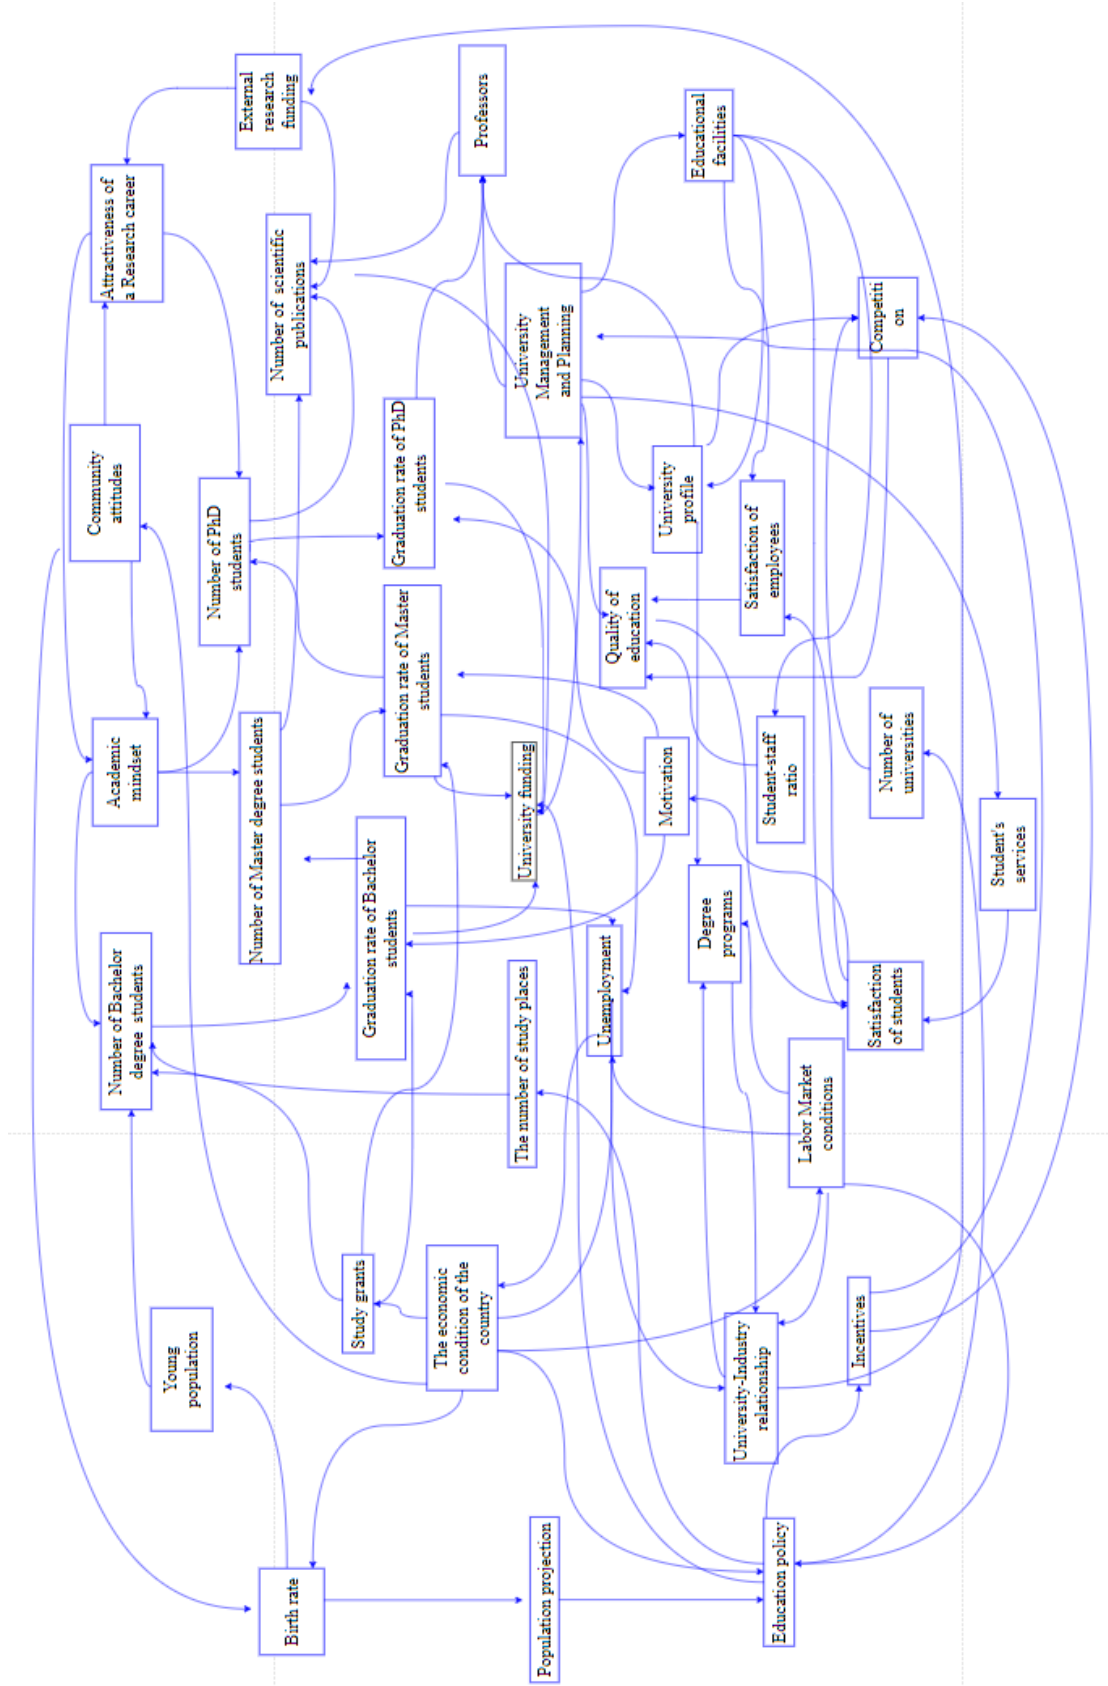 External
research
funding
Professors
Educational
facilities
Attractiveness of
a Research career
Number of scientific
publications
University
Management
and Planning
Competiti
on
Community
attitudes
Number of PhD
students
Graduation rate of PhD
students
University
profile
Satisfaction of
employees
Quality of
education
Graduation rate of Master
students
Academic
mindset
Number of Master degree students
University funding
Motivation
Student-staff
ratio
Number of
universities
Student's
services
Graduation rate of Bachelor
students
Degree
programs
Number of Bachelor
degree students
The number of study places
Unemployment
Satisfaction
of students
Labor Market
conditions
Young
population
Study grants
The economic
condition of the
country
University-Industry
relationship
Incentives
Birth rate
Population projection
Education policy